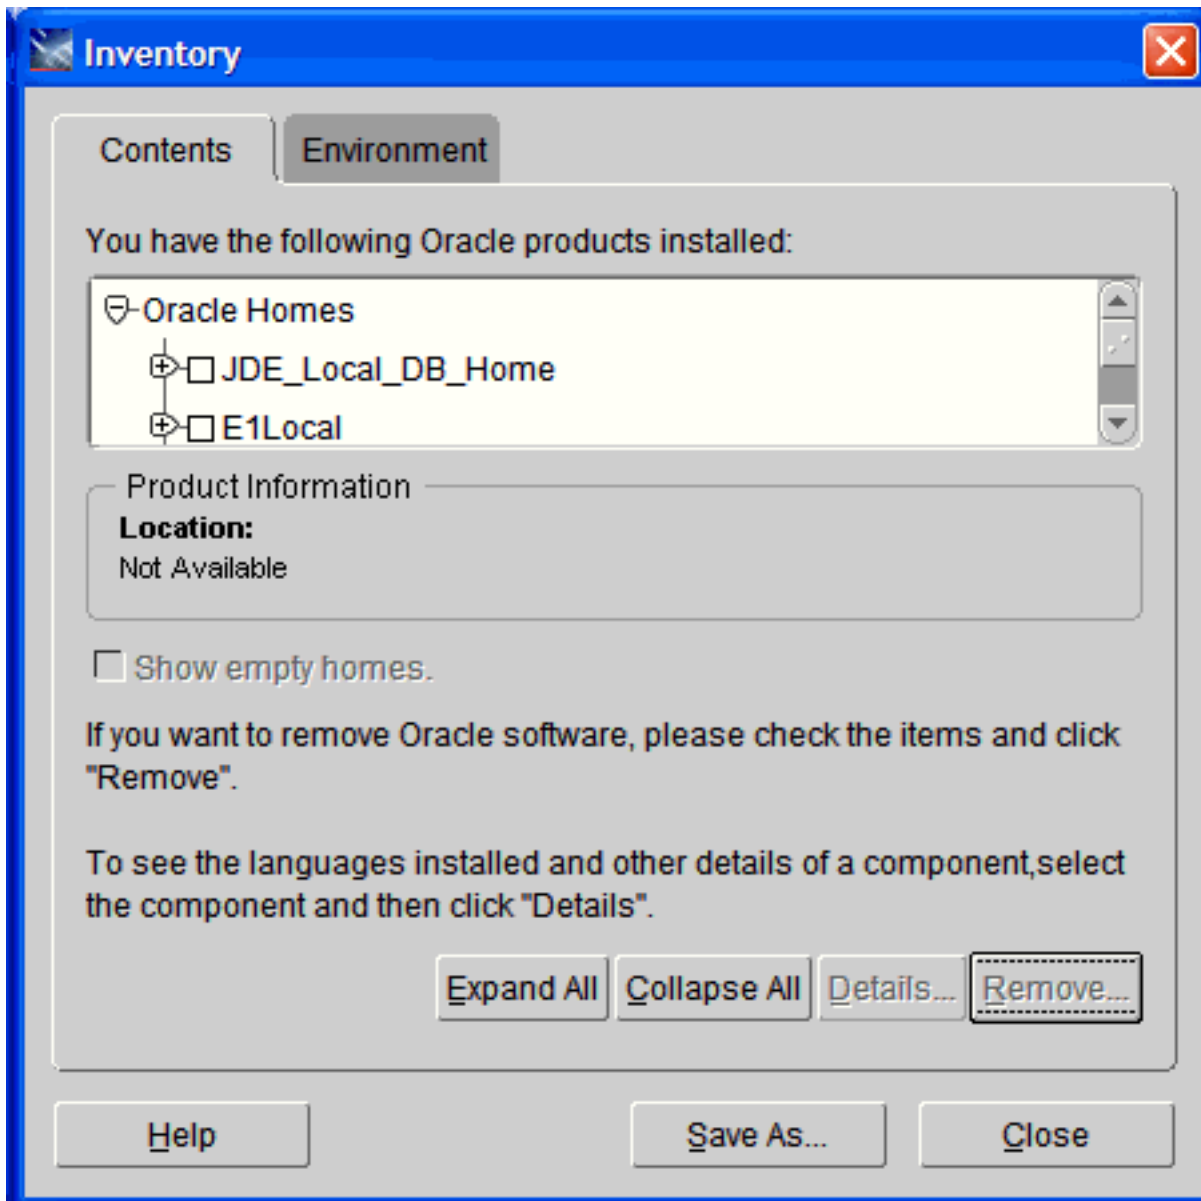 Inventory
Contents
Environment
You have the following Oracle products installed:
Oracle Homes
JDE_Local_DB_Home
E1Local
Product Information
Location:
Not Available
Show empty homes.
If you want to remove Oracle software, please check the items and click
"Remove".
To see the languages installed and other details of a component,select
the component and then click "Details".
Expand All
Collapse All
Details...
Remove...
Help
Save As...
Close